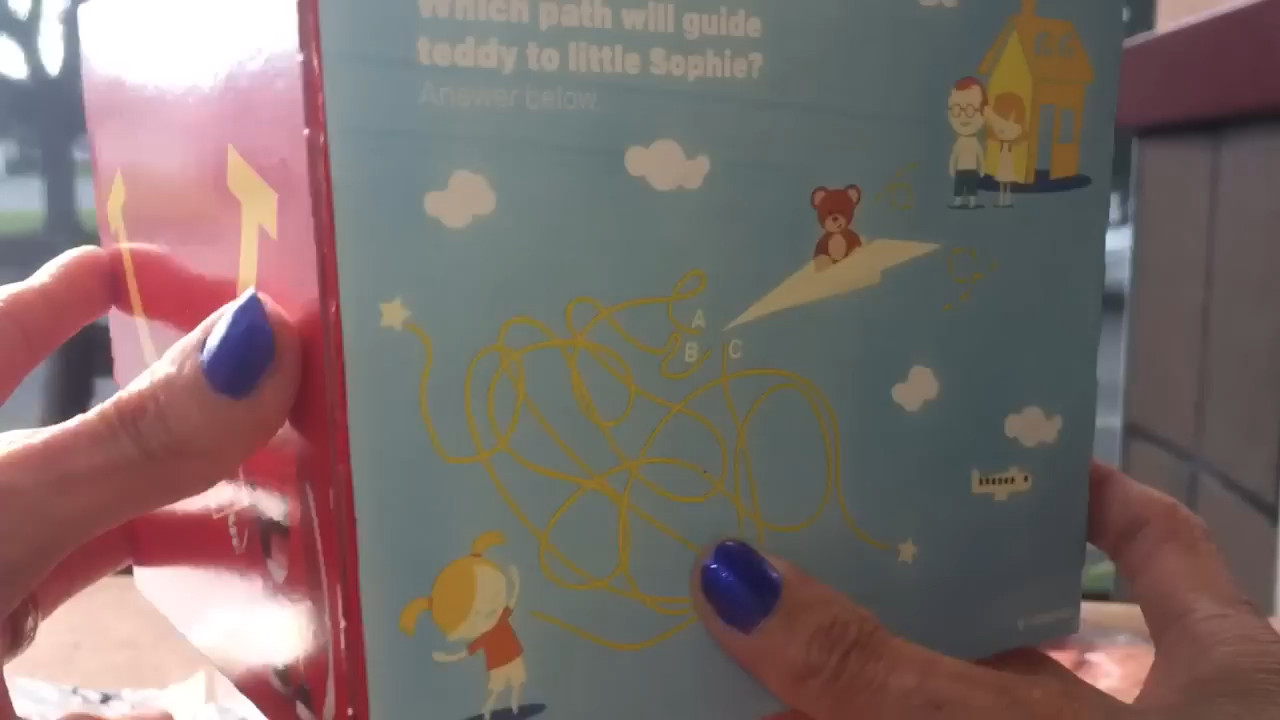 Which path will guide
teddy to little Sophie?
Answer below.
A
B
C